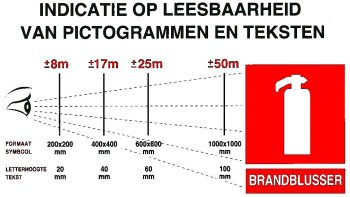 INDICATIE OP LEESBAARHEID
VAN PICTOGRAMMEN EN TEKSTEN
±8m ±17m ±25m ±50m
FORMAAT SYMBOOL 200x200 mm 400x400 mm 600x600 mm 1000x1000 mm
LETTERHOOGTE TEKST 20 mm 40 mm 60 mm 100 mm
BRANDBLUSSER